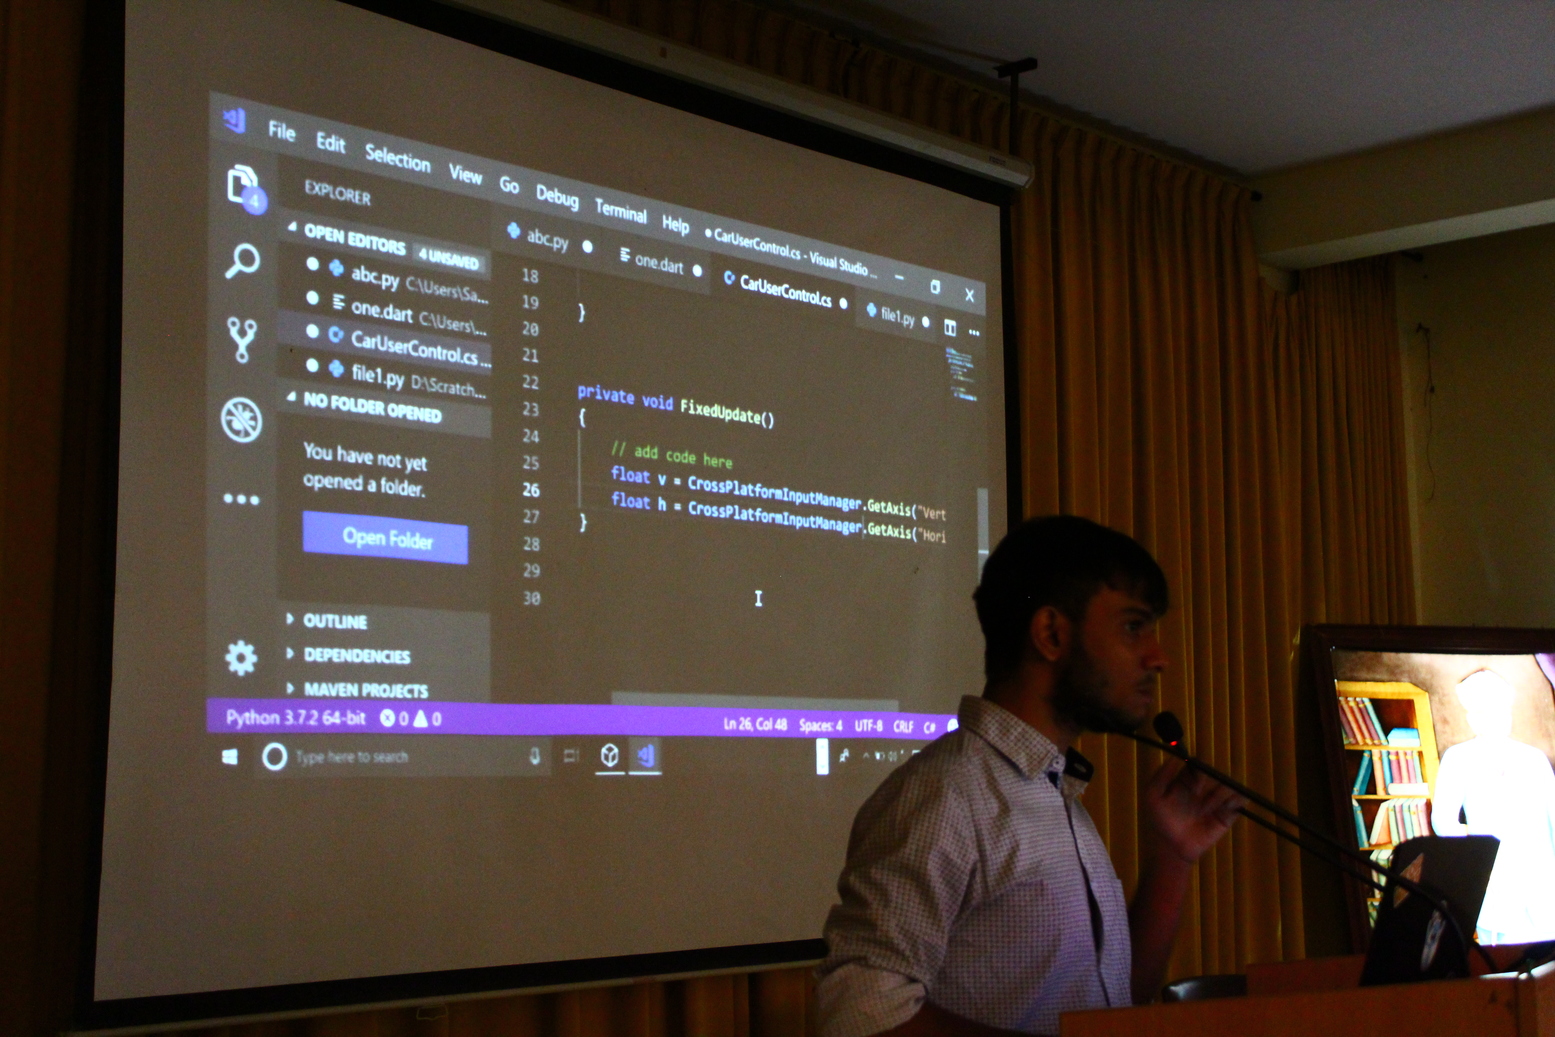 File Edit Selection View Go Debug Terminal Help ● CarUserControl.cs - Visual Studio ...
EXPLORER
OPEN EDITORS 4 UNSAVED
abc.py C:\Users\Sa...
one.dart C:\Users\...
CarUserControl.cs ...
file1.py D:\Scratch...
NO FOLDER OPENED
You have not yet
opened a folder.
Open Folder
OUTLINE
DEPENDENCIES
MAVEN PROJECTS
4
abc.py ● one.dart ● CarUserControl.cs ● file1.py ●
18
19 }
20
21
22 private void FixedUpdate()
23 {
24 // add code here
25 float v = CrossPlatformInputManager.GetAxis("Vert
26 float h = CrossPlatformInputManager.GetAxis("Hori
27 }
28
29
30
Python 3.7.2 64-bit 0 0 Ln 26, Col 48 Spaces: 4 UTF-8 CRLF C#
Type here to search